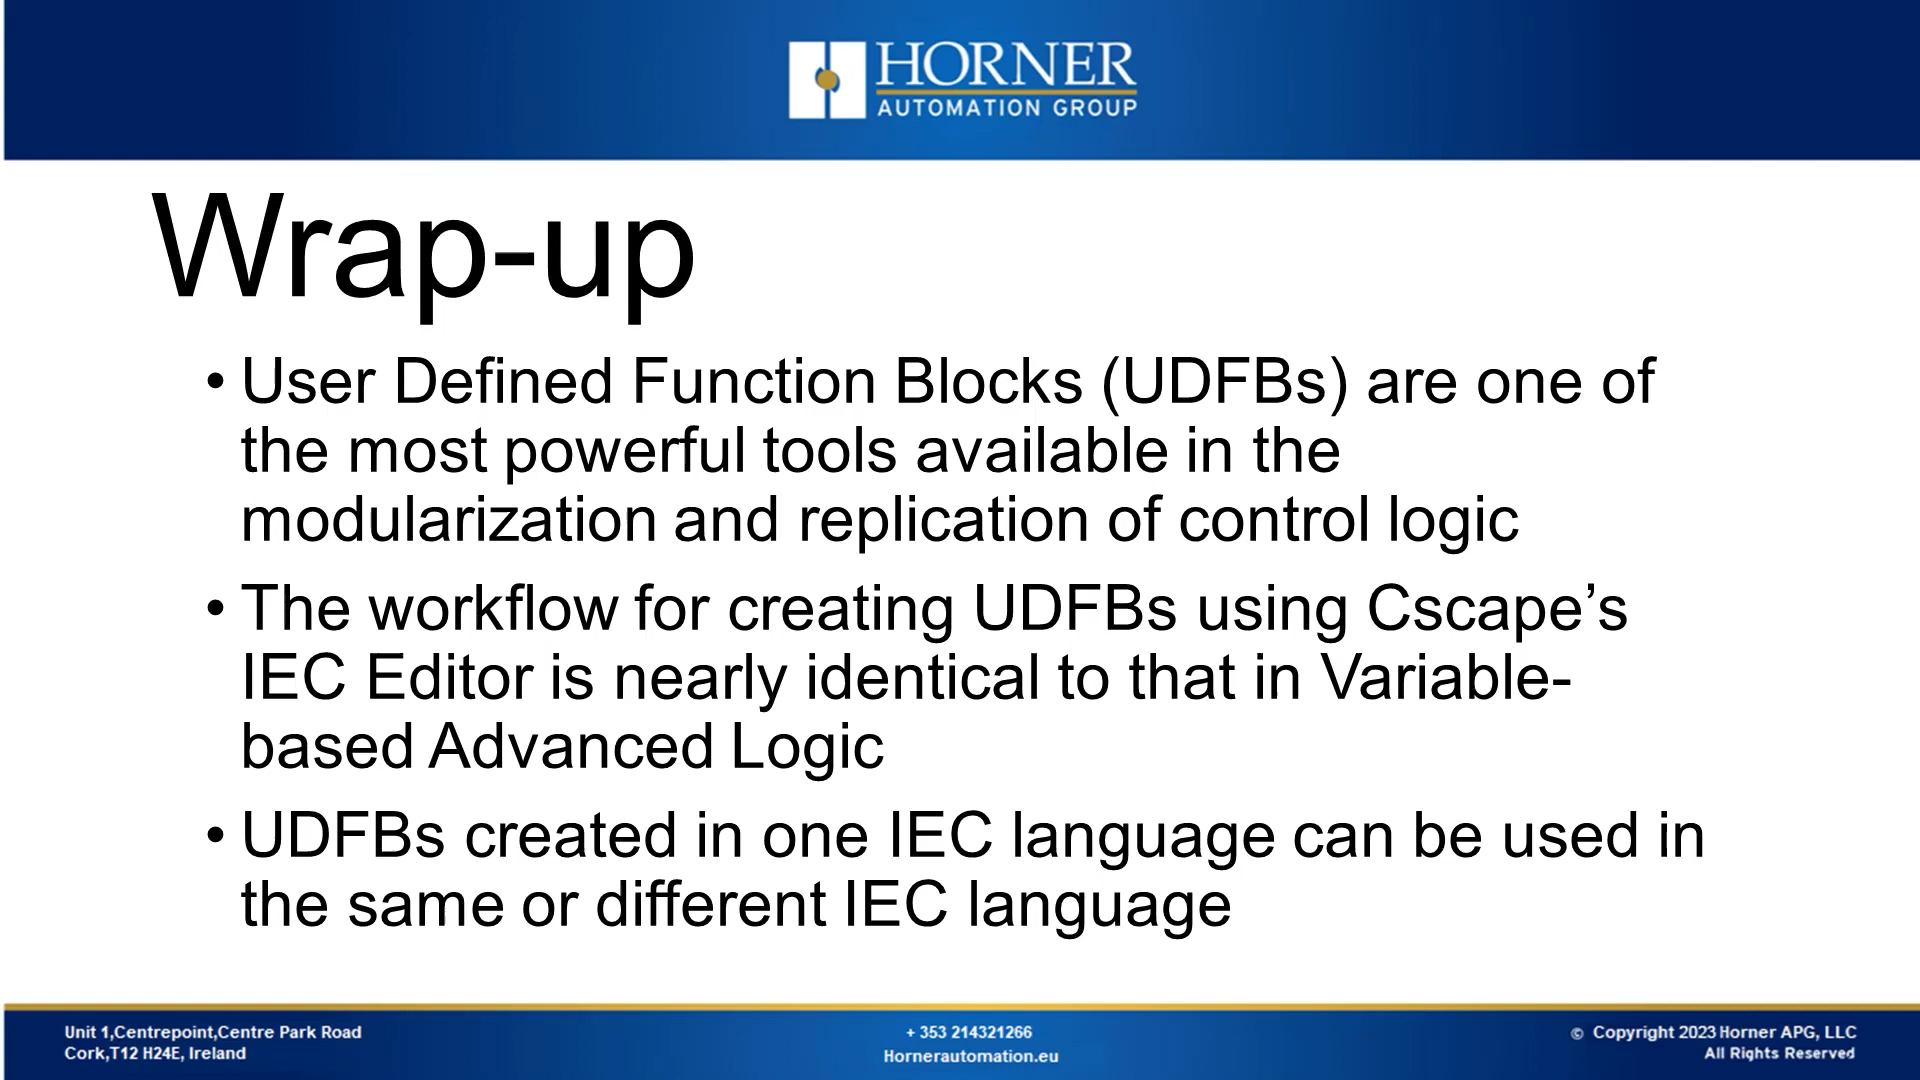 HORNER
AUTOMATION GROUP
Wrap-up
• User Defined Function Blocks (UDFBs) are one of
the most powerful tools available in the
modularization and replication of control logic
• The workflow for creating UDFBs using Cscape’s
IEC Editor is nearly identical to that in Variable-
based Advanced Logic
• UDFBs created in one IEC language can be used in
the same or different IEC language
Unit 1,Centrepoint,Centre Park Road
Cork,T12 H24E, Ireland
+ 353 214321266
Hornerautomation.eu
© Copyright 2023 Horner APG, LLC
All Rights Reserved